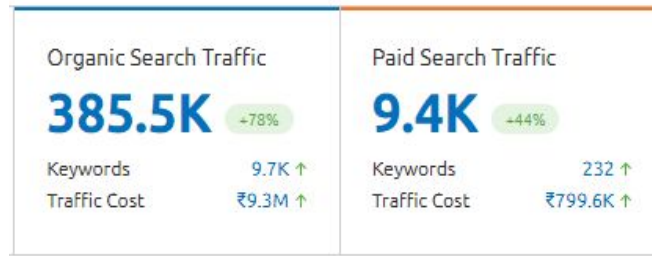 Organic Search Traffic
385.5K +78%
Keywords 9.7K ↑
Traffic Cost ₹9.3M ↑
Paid Search Traffic
9.4K +44%
Keywords 232 ↑
Traffic Cost ₹799.6K ↑